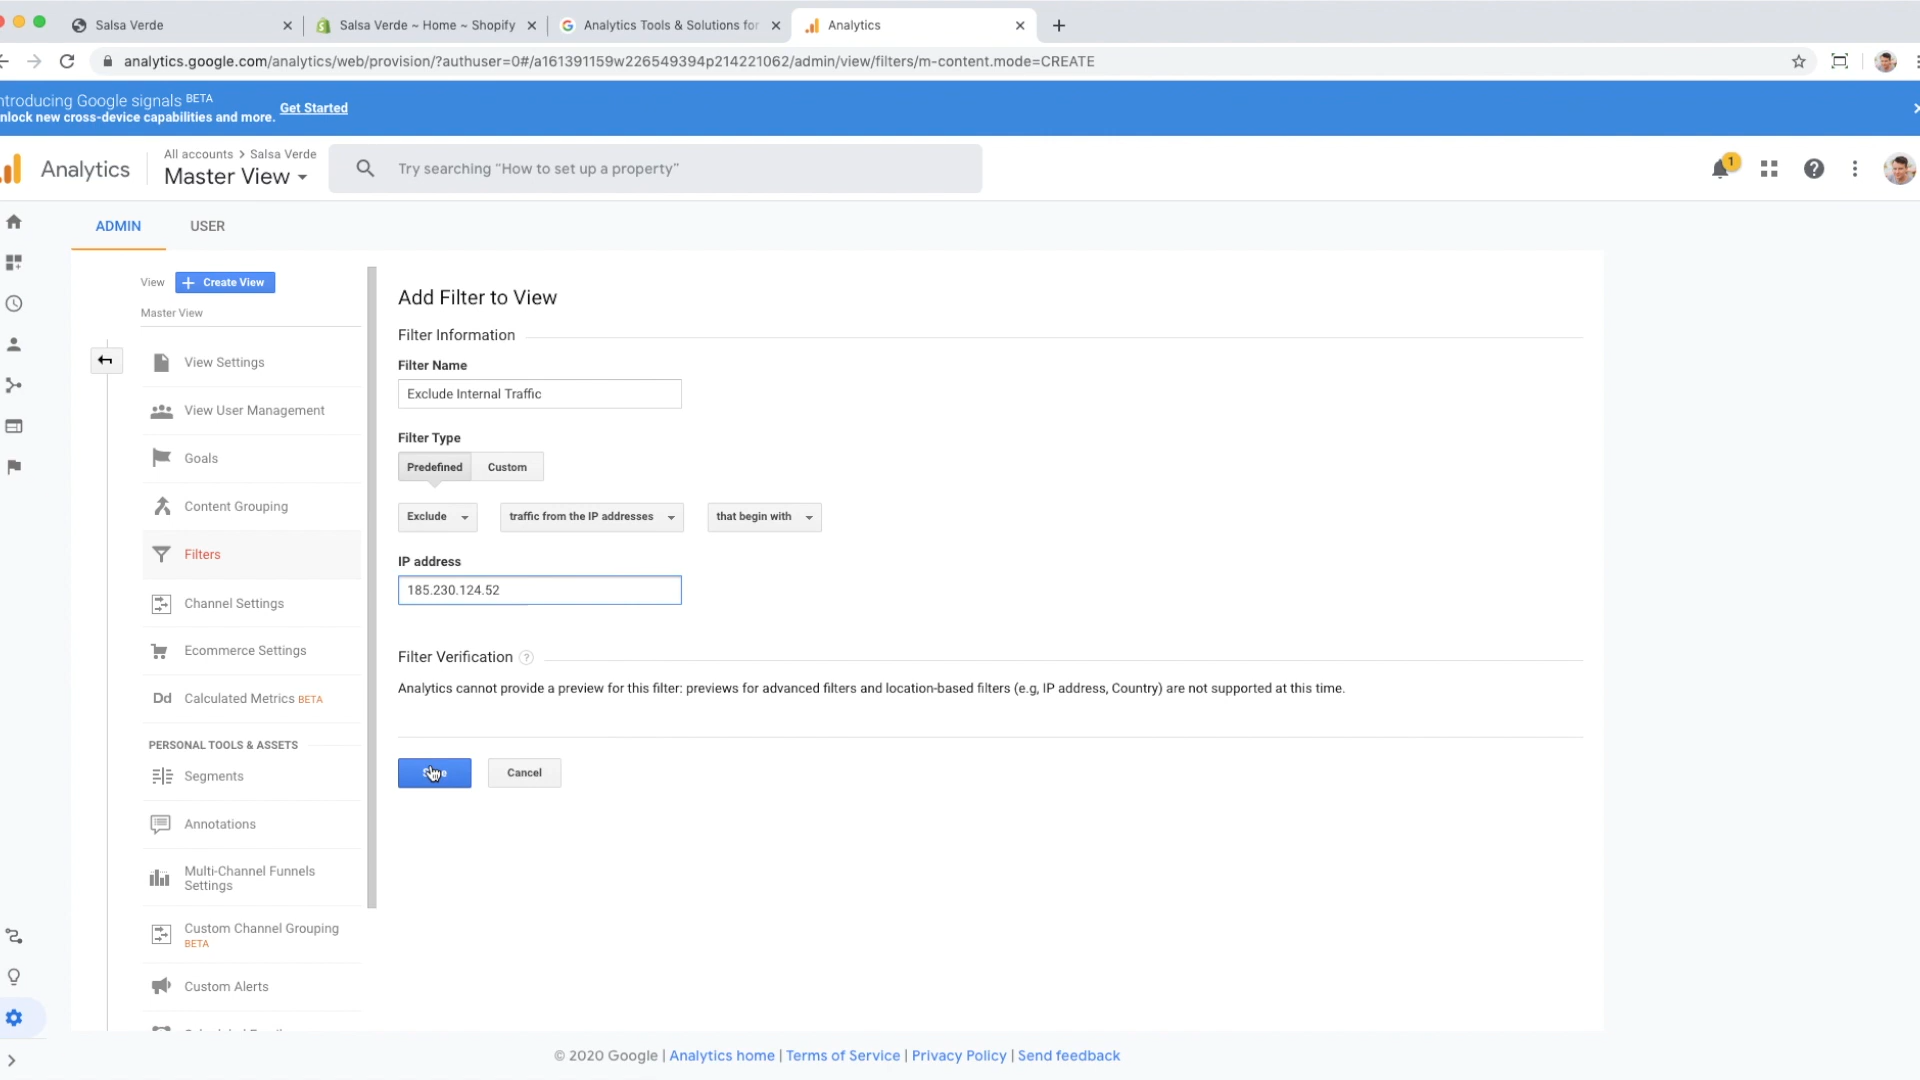 Salsa Verde
Salsa Verde ~ Home ~ Shopify
Analytics Tools & Solutions for
Analytics
analytics.google.com/analytics/web/provision/?authuser=0#/a161391159w226549394p214221062/admin/view/filters/m-content.mode=CREATE
ntroducing Google signals BETA
nlock new cross-device capabilities and more.
Get Started
Analytics
All accounts > Salsa Verde
Master View
Try searching “How to set up a property”
1
ADMIN
USER
View
Create View
Master View
View Settings
View User Management
Goals
Content Grouping
Filters
Channel Settings
Ecommerce Settings
Dd Calculated Metrics BETA
PERSONAL TOOLS & ASSETS
Segments
Annotations
Multi-Channel Funnels
Settings
Custom Channel Grouping
BETA
Custom Alerts
Add Filter to View
Filter Information
Filter Name
Exclude Internal Traffic
Filter Type
Predefined
Custom
Exclude
traffic from the IP addresses
that begin with
IP address
185.230.124.52
Filter Verification ?
Analytics cannot provide a preview for this filter: previews for advanced filters and location-based filters (e.g, IP address, Country) are not supported at this time.
Cancel
© 2020 Google | Analytics home | Terms of Service | Privacy Policy | Send feedback